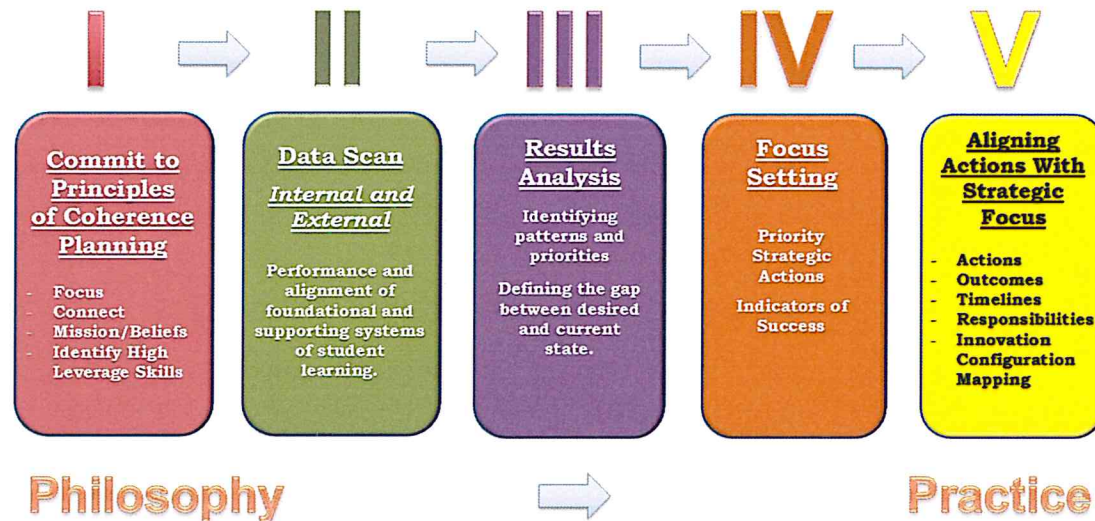 I
II
III
IV
V
Commit to
Principles
of Coherence
Planning
- Focus
- Connect
- Mission/Beliefs
- Identify High
Leverage Skills
Data Scan
Internal and
External
Performance and
alignment of
foundational and
supporting systems
of student
learning.
Results
Analysis
Identifying
patterns and
priorities
Defining the gap
between desired
and current
state.
Focus
Setting
Priority
Strategic
Actions
Indicators of
Success
Aligning
Actions With
Strategic
Focus
- Actions
- Outcomes
- Timelines
- Responsibilities
- Innovation
Configuration
Mapping
Philosophy
Practice